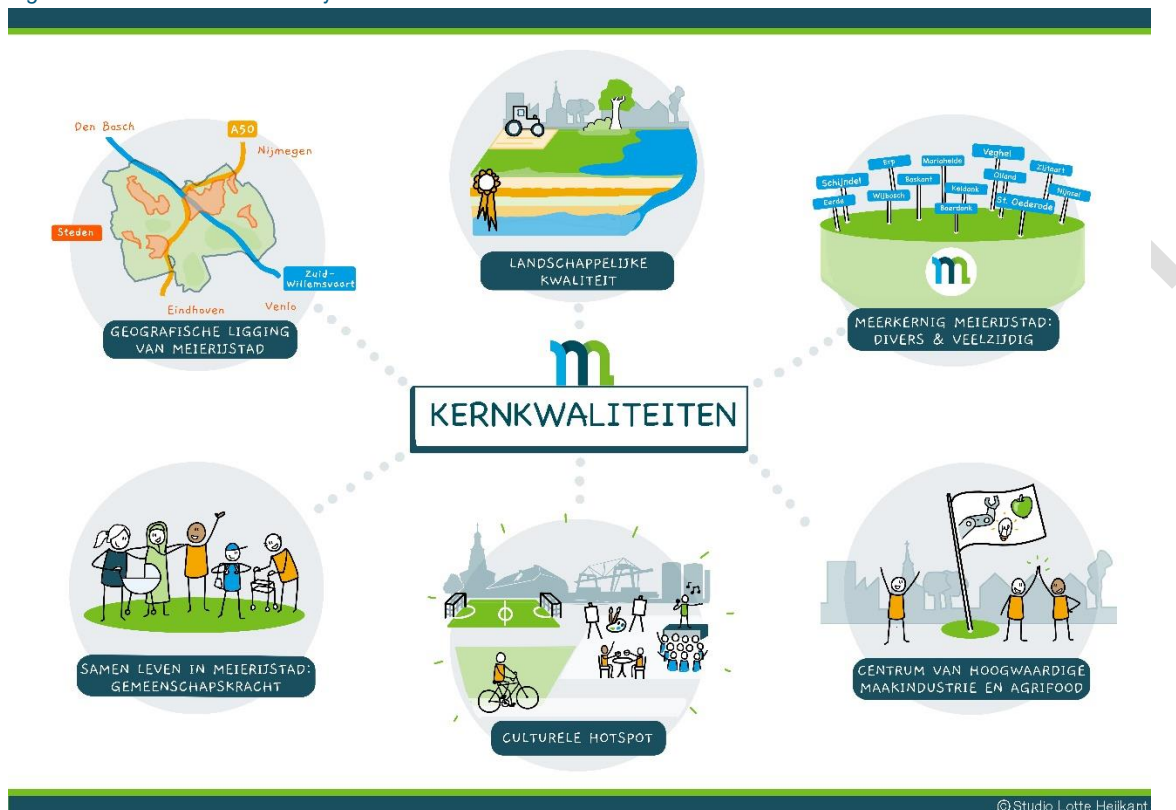 Den Bosch
A50
Nijmegen
Steden
Zuid-
Willemsvaart
Eindhoven
Venlo
GEOGRAFISCHE LIGGING
VAN MEIERIJSTAD
LANDSCHAPPELIJKE
KWALITEIT
Schijndel
Eerde
Erp
Wijbosch
Boskant
Mariaheide
Keldonk
Boerdonk
Veghel
Olland
St. Oedenrode
Zijtaart
Nijnsel
m
MEERKERNIG MEIERIJSTAD:
DIVERS & VEELZIJDIG
m
KERNKWALITEITEN
SAMEN LEVEN IN MEIERIJSTAD:
GEMEENSCHAPSKRACHT
CULTURELE HOTSPOT
CENTRUM VAN HOOGWAARDIGE
MAAKINDUSTRIE EN AGRIFOOD
©Studio Lotte Heijkant